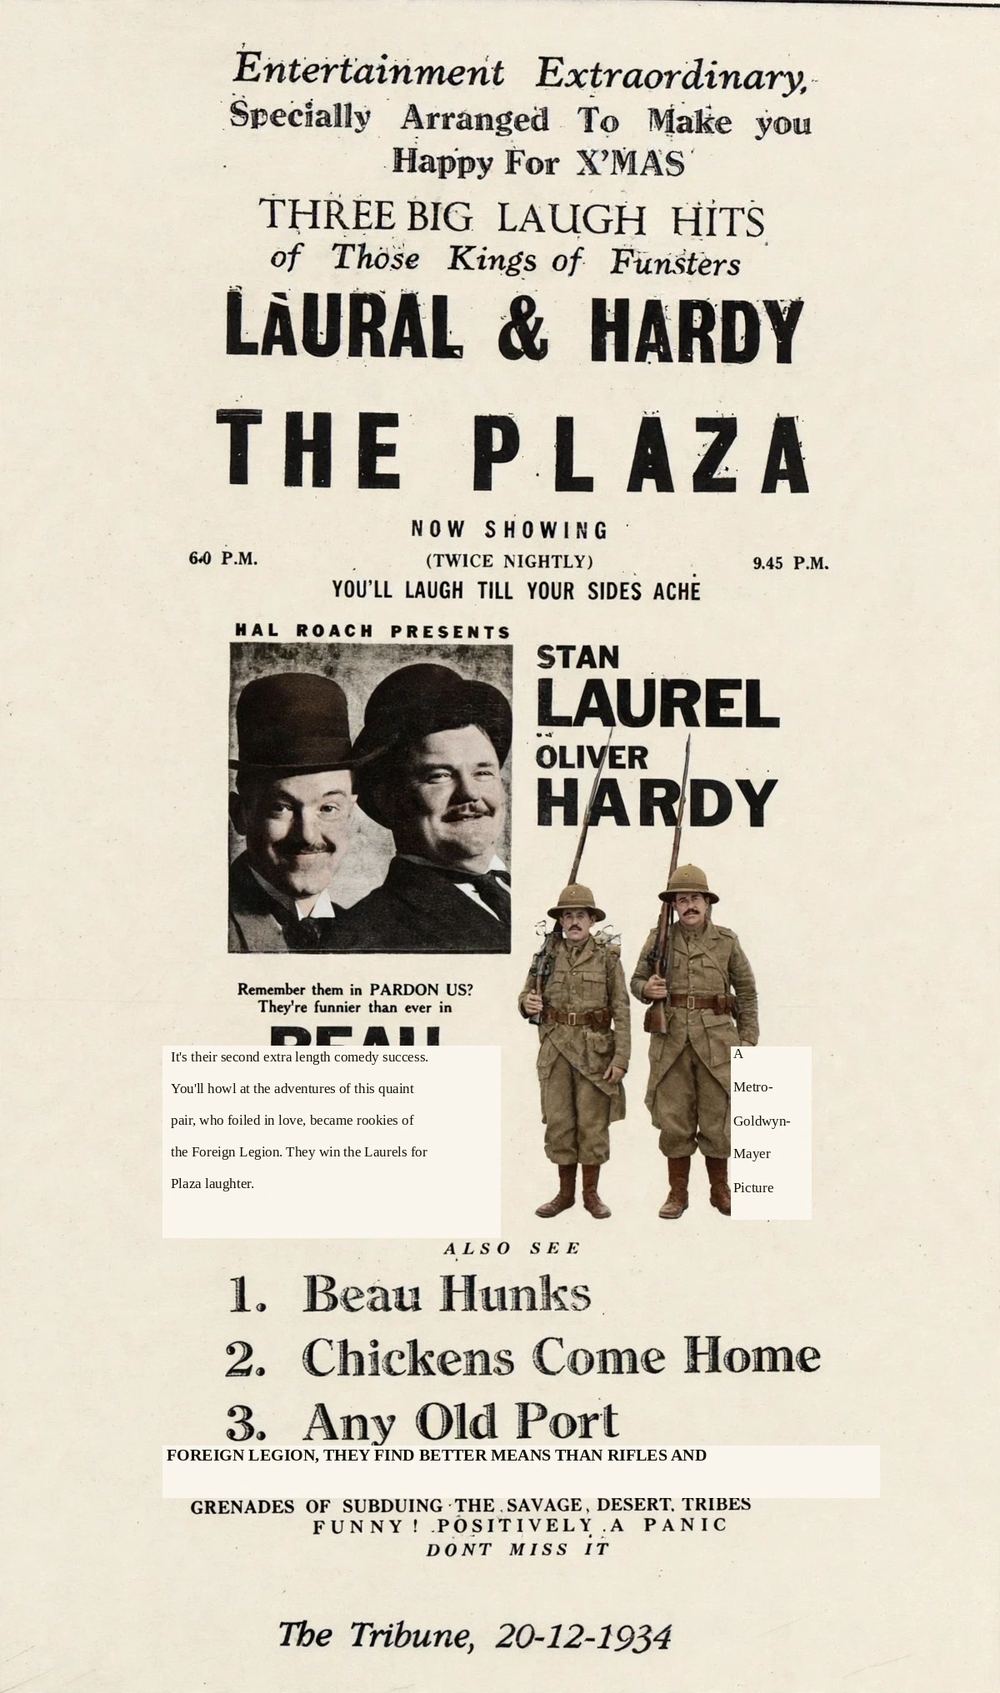 Entertainment Extraordinary,
Specially Arranged To Make you
Happy For X'MAS
THREE BIG LAUGH HITS
of Those Kings of Funsters
LAURAL & HARDY
THE PLAZA
NOW SHOWING
6.0 P.M. (TWICE NIGHTLY) 9.45 P.M.
YOU'LL LAUGH TILL YOUR SIDES ACHE
HAL ROACH PRESENTS
STAN
LAUREL
OLIVER
HARDY
Remember them in PARDON US?
They're funnier than ever in
BEAU
It's their second extra length comedy success.
You'll howl at the adventures of this quaint
pair, who foiled in love, became rookies of
the Foreign Legion. They win the Laurels for
Plaza laughter.
A
Metro-
Goldwyn-
Mayer
Picture
ALSO SEE
1. Beau Hunks
2. Chickens Come Home
3. Any Old Port
FOREIGN LEGION, THEY FIND BETTER MEANS THAN RIFLES AND
GRENADES OF SUBDUING THE SAVAGE, DESERT, TRIBES
FUNNY! POSITIVELY A PANIC
DONT MISS IT
The Tribune, 20-12-1934